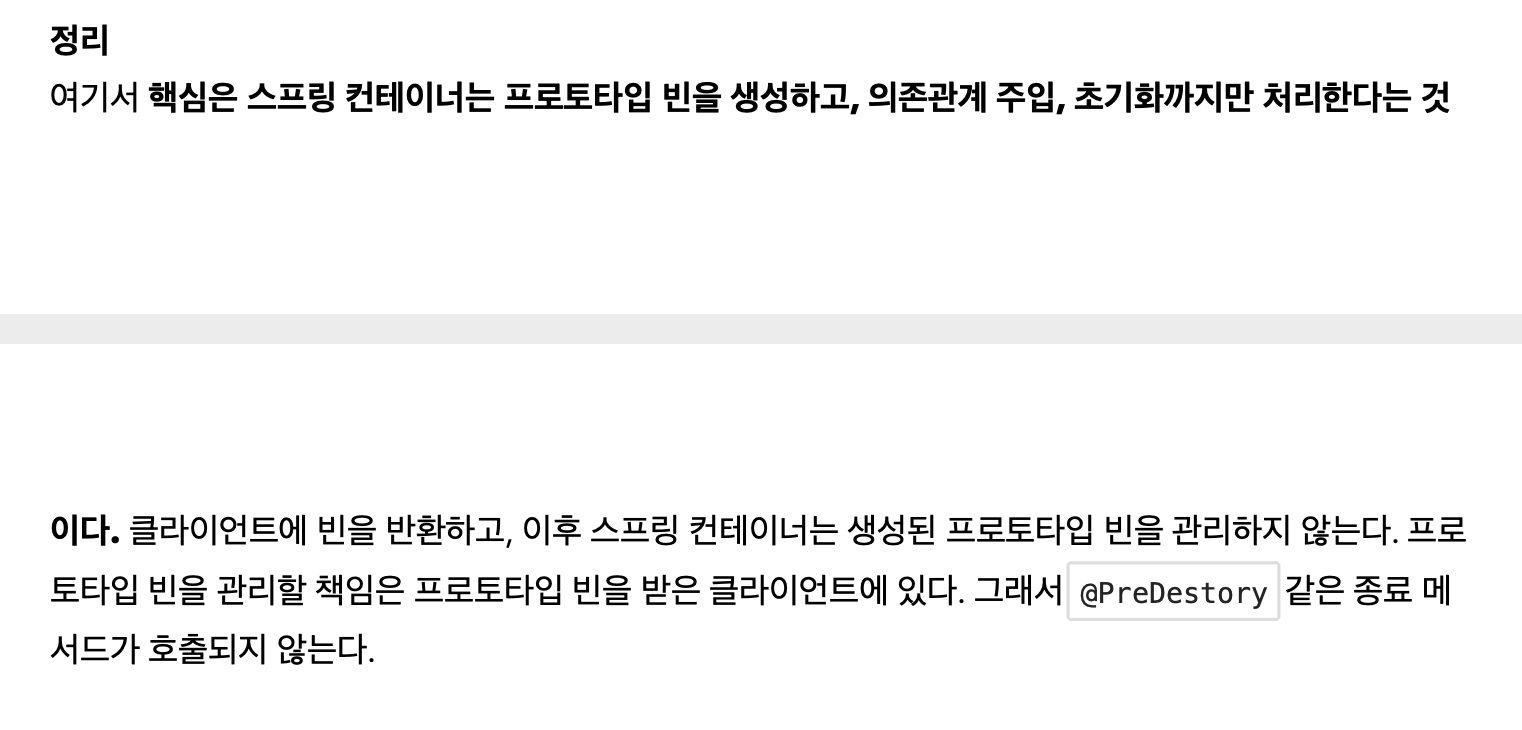 정리
여기서 핵심은 스프링 컨테이너는 프로토타입 빈을 생성하고, 의존관계 주입, 초기화까지만 처리한다는 것
이다. 클라이언트에 빈을 반환하고, 이후 스프링 컨테이너는 생성된 프로토타입 빈을 관리하지 않는다. 프로
토타입 빈을 관리할 책임은 프로토타입 빈을 받은 클라이언트에 있다. 그래서 @PreDestory 같은 종료 메
서드가 호출되지 않는다.